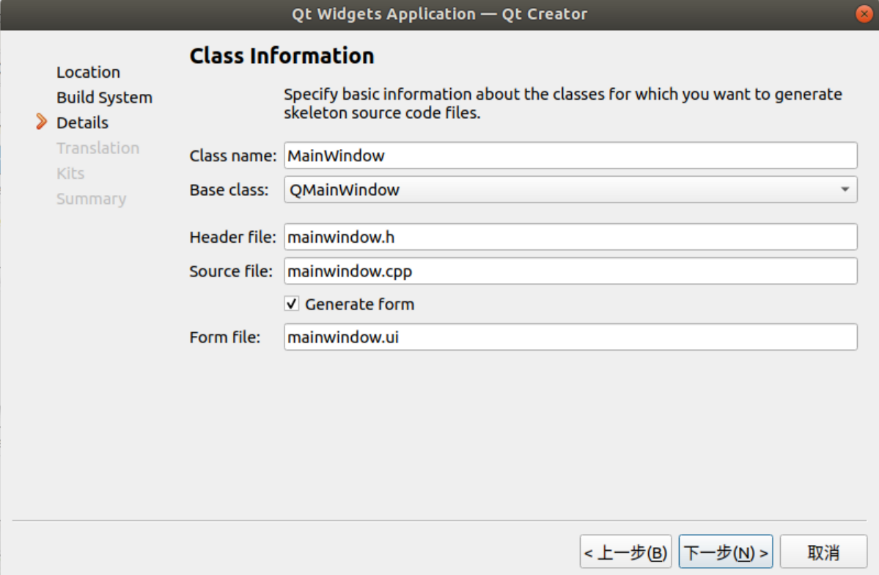 Qt Widgets Application — Qt Creator
Class Information
Location
Build System
Details
Translation
Kits
Summary
Specify basic information about the classes for which you want to generate
skeleton source code files.
Class name: MainWindow
Base class: QMainWindow
Header file: mainwindow.h
Source file: mainwindow.cpp
Generate form
Form file: mainwindow.ui
< 上一步(B) 下一步(N) > 取消